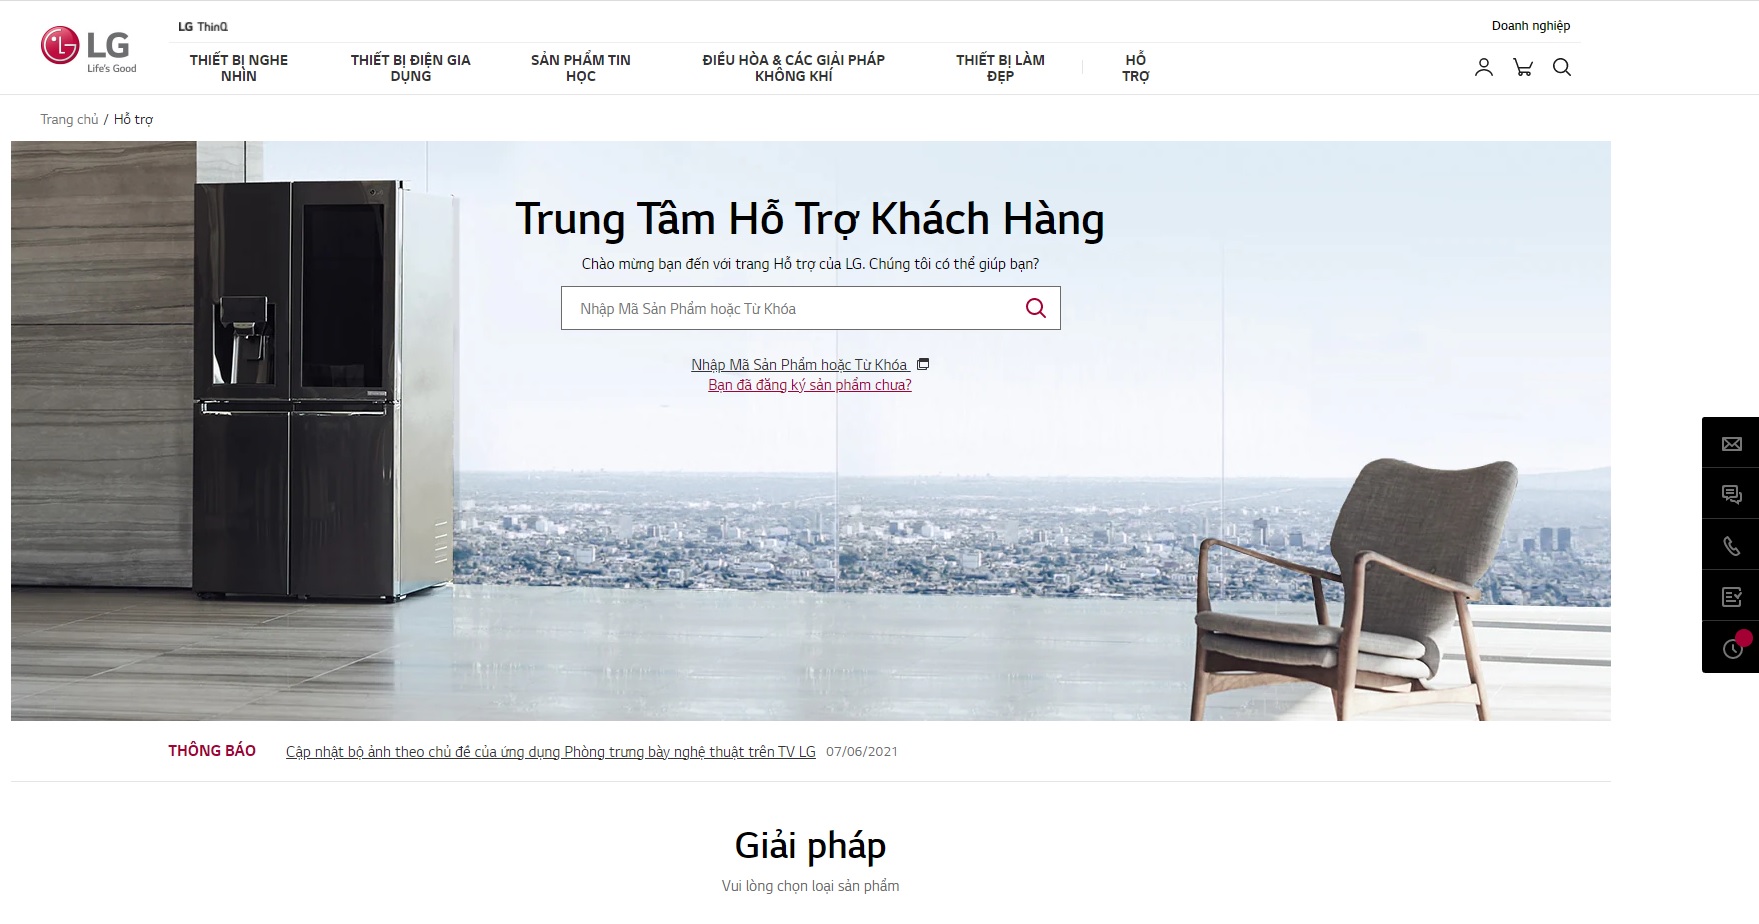 LG ThinQ
Doanh nghiệp
LG
Life's Good
THIẾT BỊ NGHE NHÌN
THIẾT BỊ ĐIỆN GIA DỤNG
SẢN PHẨM TIN HỌC
ĐIỀU HÒA & CÁC GIẢI PHÁP KHÔNG KHÍ
THIẾT BỊ LÀM ĐẸP
HỖ TRỢ
Trang chủ / Hỗ trợ
Trung Tâm Hỗ Trợ Khách Hàng
Chào mừng bạn đến với trang Hỗ trợ của LG. Chúng tôi có thể giúp bạn?
Nhập Mã Sản Phẩm hoặc Từ Khóa
Nhập Mã Sản Phẩm hoặc Từ Khóa
Bạn đã đăng ký sản phẩm chưa?
THÔNG BÁO
Cập nhật bộ ảnh theo chủ đề của ứng dụng Phòng trưng bày nghệ thuật trên TV LG 07/06/2021
Giải pháp
Vui lòng chọn loại sản phẩm